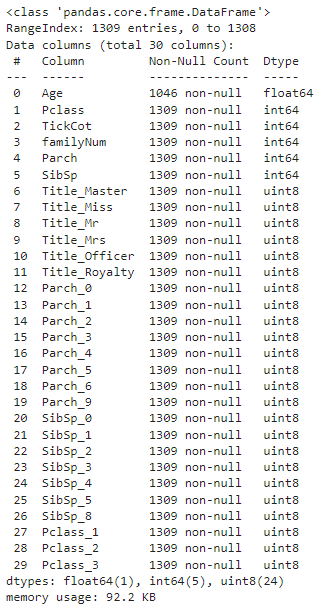 <class 'pandas.core.frame.DataFrame'>
RangeIndex: 1309 entries, 0 to 1308
Data columns (total 30 columns):
 #   Column         Non-Null Count  Dtype
---  ------         --------------  -----
 0   Age            1046 non-null   float64
 1   Pclass         1309 non-null   int64
 2   TickCot        1309 non-null   int64
 3   familyNum      1309 non-null   int64
 4   Parch          1309 non-null   int64
 5   SibSp          1309 non-null   int64
 6   Title_Master   1309 non-null   uint8
 7   Title_Miss     1309 non-null   uint8
 8   Title_Mr       1309 non-null   uint8
 9   Title_Mrs      1309 non-null   uint8
 10  Title_Officer  1309 non-null   uint8
 11  Title_Royalty  1309 non-null   uint8
 12  Parch_0        1309 non-null   uint8
 13  Parch_1        1309 non-null   uint8
 14  Parch_2        1309 non-null   uint8
 15  Parch_3        1309 non-null   uint8
 16  Parch_4        1309 non-null   uint8
 17  Parch_5        1309 non-null   uint8
 18  Parch_6        1309 non-null   uint8
 19  Parch_9        1309 non-null   uint8
 20  SibSp_0        1309 non-null   uint8
 21  SibSp_1        1309 non-null   uint8
 22  SibSp_2        1309 non-null   uint8
 23  SibSp_3        1309 non-null   uint8
 24  SibSp_4        1309 non-null   uint8
 25  SibSp_5        1309 non-null   uint8
 26  SibSp_8        1309 non-null   uint8
 27  Pclass_1       1309 non-null   uint8
 28  Pclass_2       1309 non-null   uint8
 29  Pclass_3       1309 non-null   uint8
dtypes: float64(1), int64(5), uint8(24)
memory usage: 92.2 KB